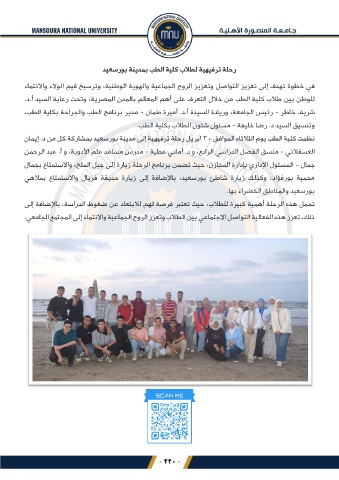 MANSOURA NATIONAL UNIVERSITY
جامعة المنصورة الأهلية
mnu
رحلة ترفيهية لطلاب كلية الطب بمدينة بورسعيد
في خطوة تهدف إلى تعزيز التواصل وتعزيز الروح الجماعية والهوية الوطنية، وترسيخ قيم الولاء والانتماء
للوطن بين طلاب كلية الطب من خلال التعرف على أهم المعالم بالمدن المصرية، وتحت رعاية السيد أ.د.
شريف خاطر - رئيس الجامعة، وريادة السيدة أ.د. أميرة طمان - مدير برنامج الطب والجراحة بكلية الطب،
وتنسيق السيد د. رضا خليفة - مسئول شئون الطلاب بكلية الطب.
نظمت كلية الطب يوم الثلاثاء الموافق ٣٠ أبريل رحلة ترفيهية إلى مدينة بورسعيد بمشاركة كل من د. إيمان
العسقلاني - منسق الفصل الدراسي الرابع، و د. أماني عطية - مدرس مساعد علم الأدوية، و أ. عبد الرحمن
جمال - المسئول الإداري بإدارة المخازن، حيث تضمن برنامج الرحلة زيارة إلى جبل الملح، والاستمتاع بجمال
محمية بورفؤاد، وكذلك زيارة شاطئ بورسعيد، بالإضافة إلى زيارة حديقة فريال والاستمتاع بملاهي
بورسعيد والمناطق الخضراء بها.
تحمل هذه الرحلة أهمية كبيرة للطلاب، حيث تعتبر فرصة لهم للابتعاد عن ضغوط الدراسة، بالإضافة إلى
ذلك، تعزز هذه الفعالية التواصل الاجتماعي بين الطلاب وتعزز الروح الجماعية والانتماء إلى المجتمع الجامعي.
SCAN ME
- ٢٢٠ -